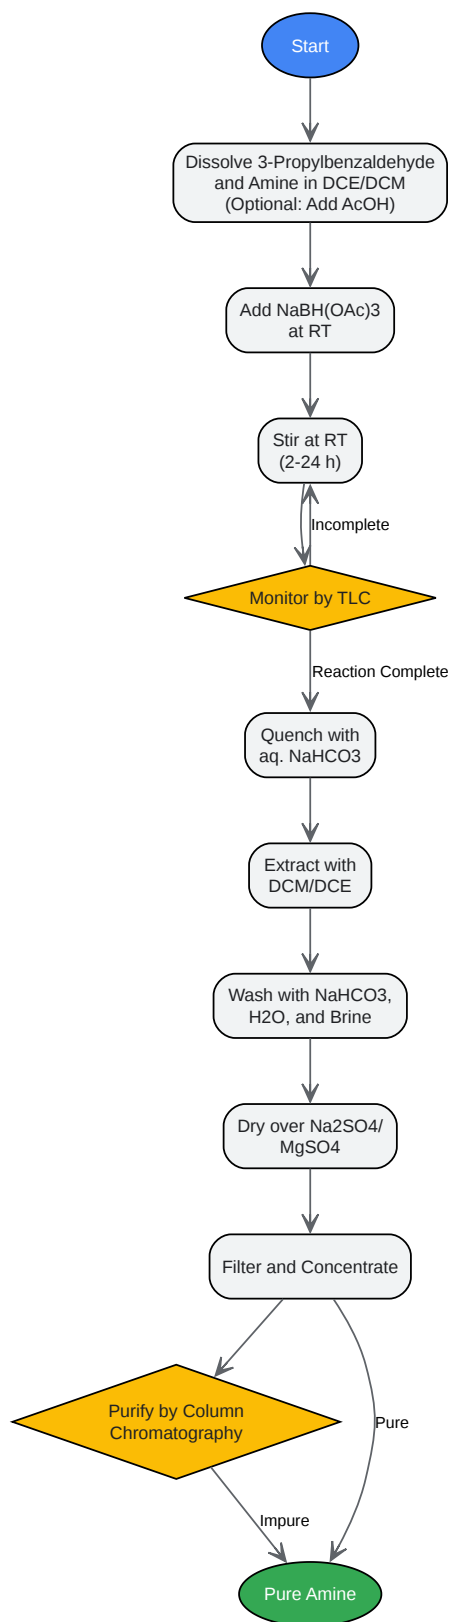 Start
Dissolve 3-Propylbenzaldehyde
and Amine in DCE/DCM
(Optional: Add AcOH)
Add NaBH(OAc)3
at RT
Stir at RT
(2-24 h)
Incomplete
Monitor by TLC
Reaction Complete
Quench with
aq. NaHCO3
Extract with
DCM/DCE
Wash with NaHCO3,
H2O, and Brine
Dry over Na2SO4/
MgSO4
Filter and Concentrate
Purify by Column
Chromatography
Pure
Impure
Pure Amine